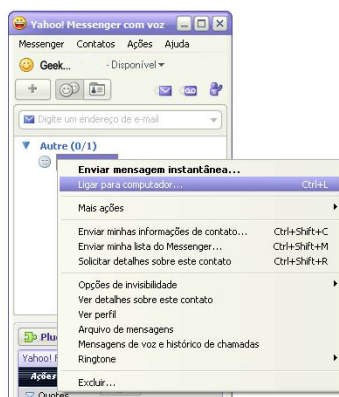 Yahoo! Messenger com voz
Messenger Contatos Ações Ajuda
Geek... - Disponível
Digite um endereço de e-mail
Autre (0/1)
Enviar mensagem instantânea...
Ligar para computador... Ctrl+L
Mais ações
Enviar minhas informações de contato... Ctrl+Shift+C
Enviar minha lista do Messenger... Ctrl+Shift+M
Solicitar detalhes sobre este contato Ctrl+Shift+R
Opções de invisibilidade
Ver detalhes sobre este contato
Ver perfil
Arquivo de mensagens
Mensagens de voz e histórico de chamadas
Ringtone
Excluir...
Plu
Yahoo! F
Ações
Quotes